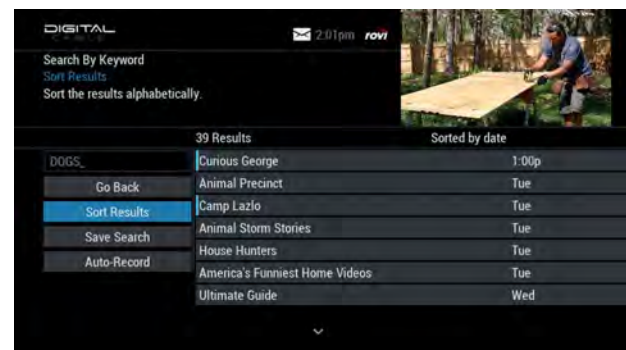 DIGITAL
CABLE
2:01pm rovi
Search By Keyword
Sort Results
Sort the results alphabetically.
39 Results Sorted by date
DOGS_
Curious George 1:00p
Go Back
Animal Precinct Tue
Sort Results
Camp Lazlo Tue
Save Search
Animal Storm Stories Tue
House Hunters Tue
Auto-Record
America's Funniest Home Videos Tue
Ultimate Guide Wed